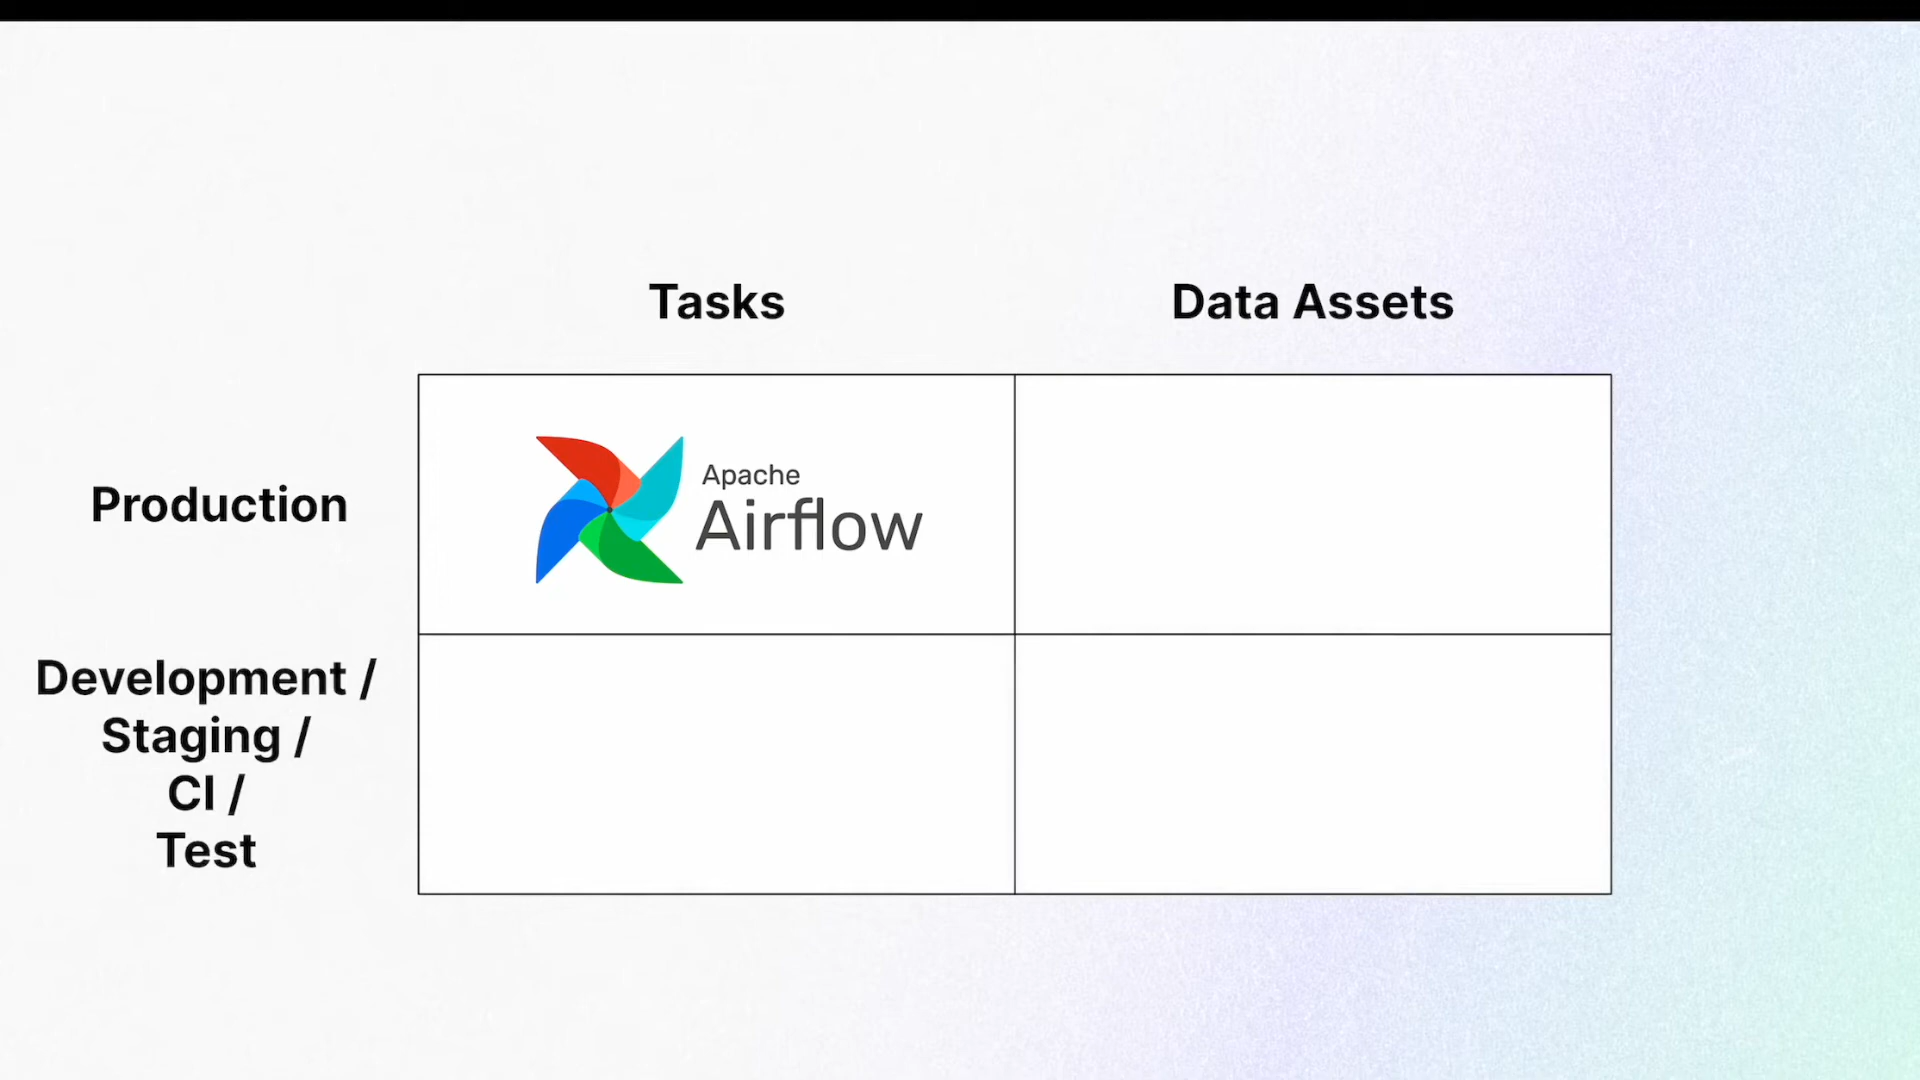 Tasks
Data Assets
Production
Apache
Airflow
Development /
Staging /
CI /
Test